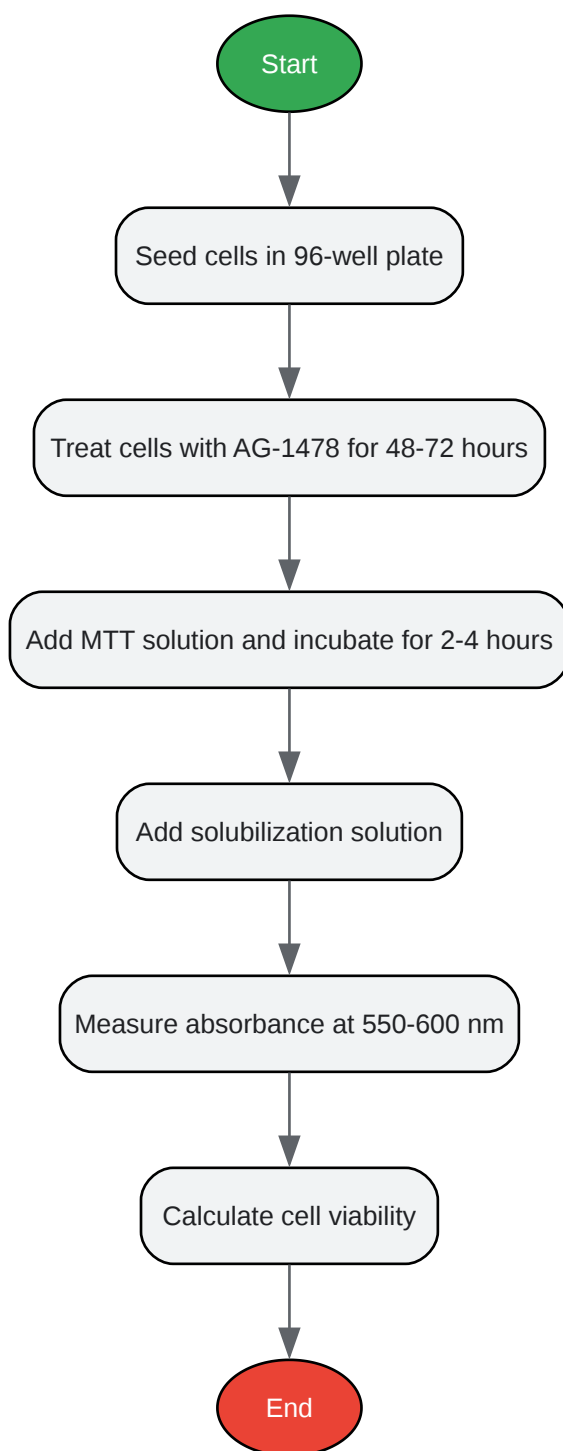 Start
Seed cells in 96-well plate
Treat cells with AG-1478 for 48-72 hours
Add MTT solution and incubate for 2-4 hours
Add solubilization solution
Measure absorbance at 550-600 nm
Calculate cell viability
End